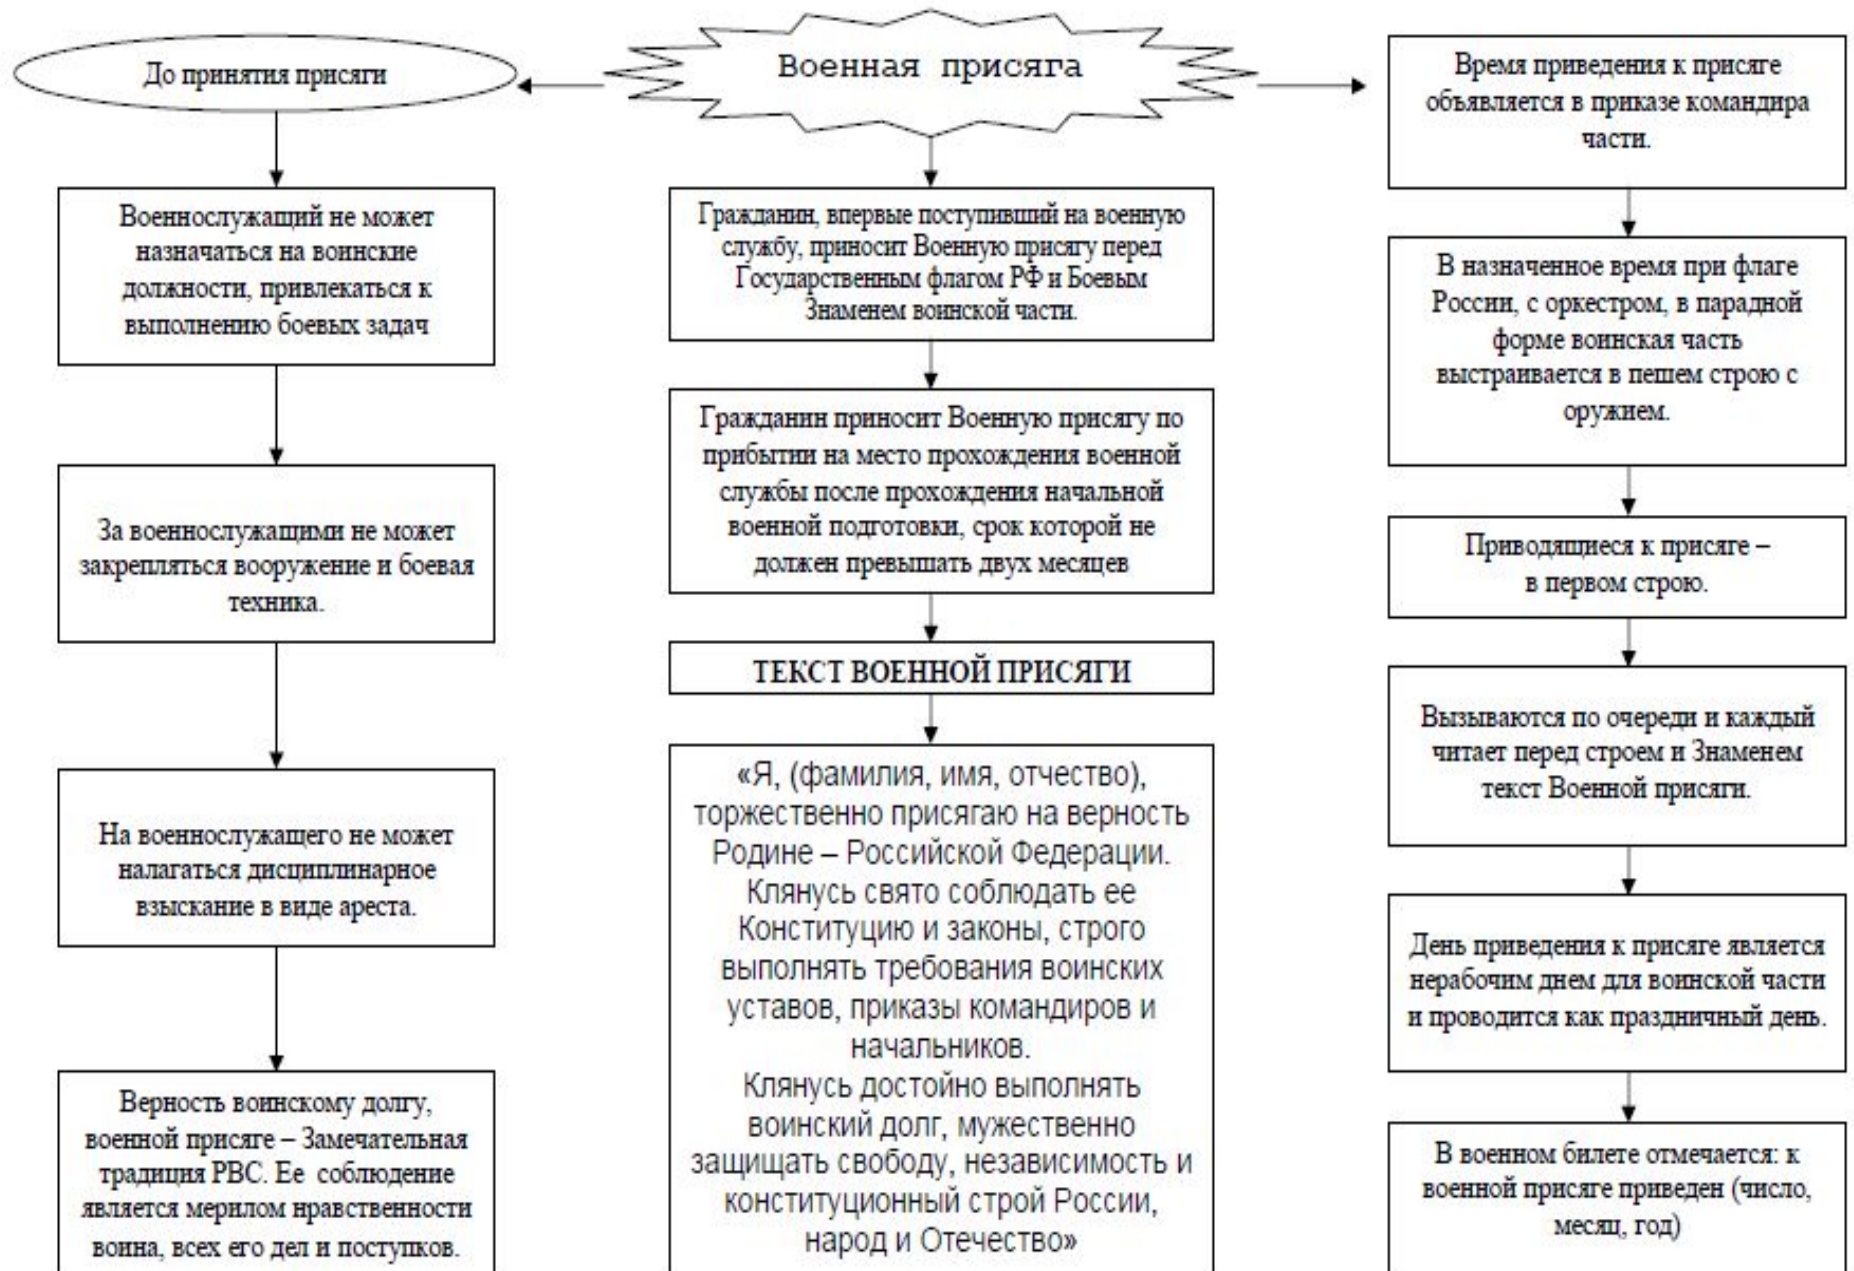 Военная присяга
До принятия присяги
Военнослужащий не может
назначаться на воинские
должности, привлекаться к
выполнению боевых задач
За военнослужащими не может
закрепляться вооружение и боевая
техника.
На военнослужащего не может
налагаться дисциплинарное
взыскание в виде ареста.
Верность воинскому долгу,
военной присяге – Замечательная
традиция РВС. Ее соблюдение
является мерилом нравственности
воина, всех его дел и поступков.
Гражданин, впервые поступивший на военную
службу, приносит Военную присягу перед
Государственным флагом РФ и Боевым
Знаменем воинской части.
Гражданин приносит Военную присягу по
прибытии на место прохождения военной
службы после прохождения начальной
военной подготовки, срок которой не
должен превышать двух месяцев
ТЕКСТ ВОЕННОЙ ПРИСЯГИ
«Я, (фамилия, имя, отчество),
торжественно присягаю на верность
Родине – Российской Федерации.
Клянусь свято соблюдать ее
Конституцию и законы, строго
выполнять требования воинских
уставов, приказы командиров и
начальников.
Клянусь достойно выполнять
воинский долг, мужественно
защищать свободу, независимость и
конституционный строй России,
народ и Отечество»
Время приведения к присяге
объявляется в приказе командира
части.
В назначенное время при флаге
России, с оркестром, в парадной
форме воинская часть
выстраивается в пешем строю с
оружием.
Приводящиеся к присяге –
в первом строю.
Вызываются по очереди и каждый
читает перед строем и Знаменем
текст Военной присяги.
День приведения к присяге является
нерабочим днем для воинской части
и проводится как праздничный день.
В военном билете отмечается: к
военной присяге приведен (число,
месяц, год)